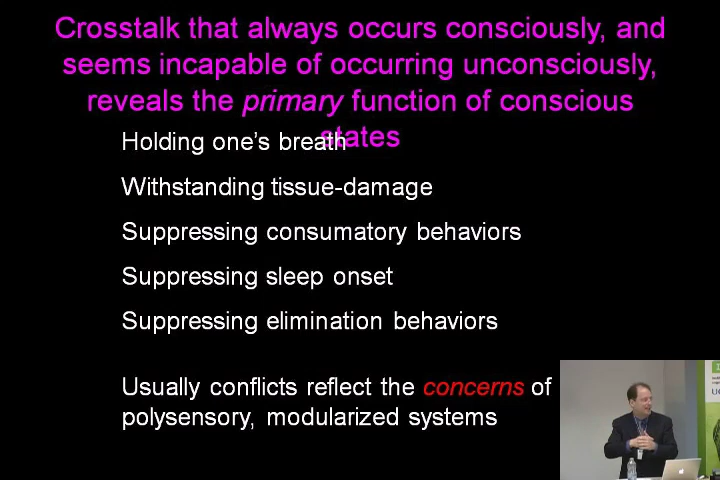 Crosstalk that always occurs consciously, and
seems incapable of occurring unconsciously,
reveals the primary function of conscious
states
Holding one's breath
Withstanding tissue-damage
Suppressing consumatory behaviors
Suppressing sleep onset
Suppressing elimination behaviors
Usually conflicts reflect the concerns of
polysensory, modularized systems